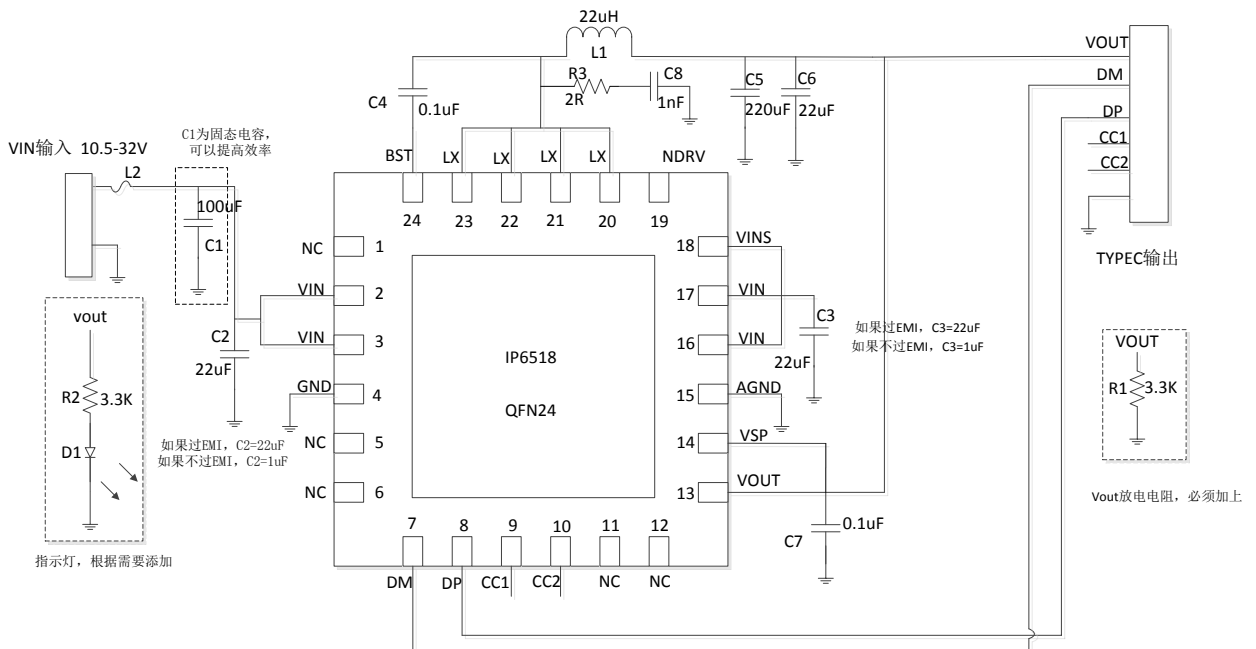 22uH
L1
VOUT
R3
2R
C8
1nF
C5
220uF
C6
22uF
DM
DP
CC1
CC2
TYPEC输出
C4
0.1uF
C1为固态电容，
可以提高效率
VIN输入 10.5-32V
L2
100uF
C1
BST
LX
LX
LX
LX
NDRV
24
23
22
21
20
19
NC
1
VIN
2
VIN
3
GND
4
NC
5
NC
6
18
VINS
17
VIN
16
VIN
15
AGND
14
VSP
13
VOUT
IP6518
QFN24
C2
22uF
如果过EMI，C2=22uF
如果不过EMI，C2=1uF
C3
22uF
如果过EMI，C3=22uF
如果不过EMI，C3=1uF
vout
R2
3.3K
D1
指示灯，根据需要添加
VOUT
R1
3.3K
Vout放电电阻，必须加上
7
8
9
10
11
12
DM
DP
CC1
CC2
NC
NC
0.1uF
C7